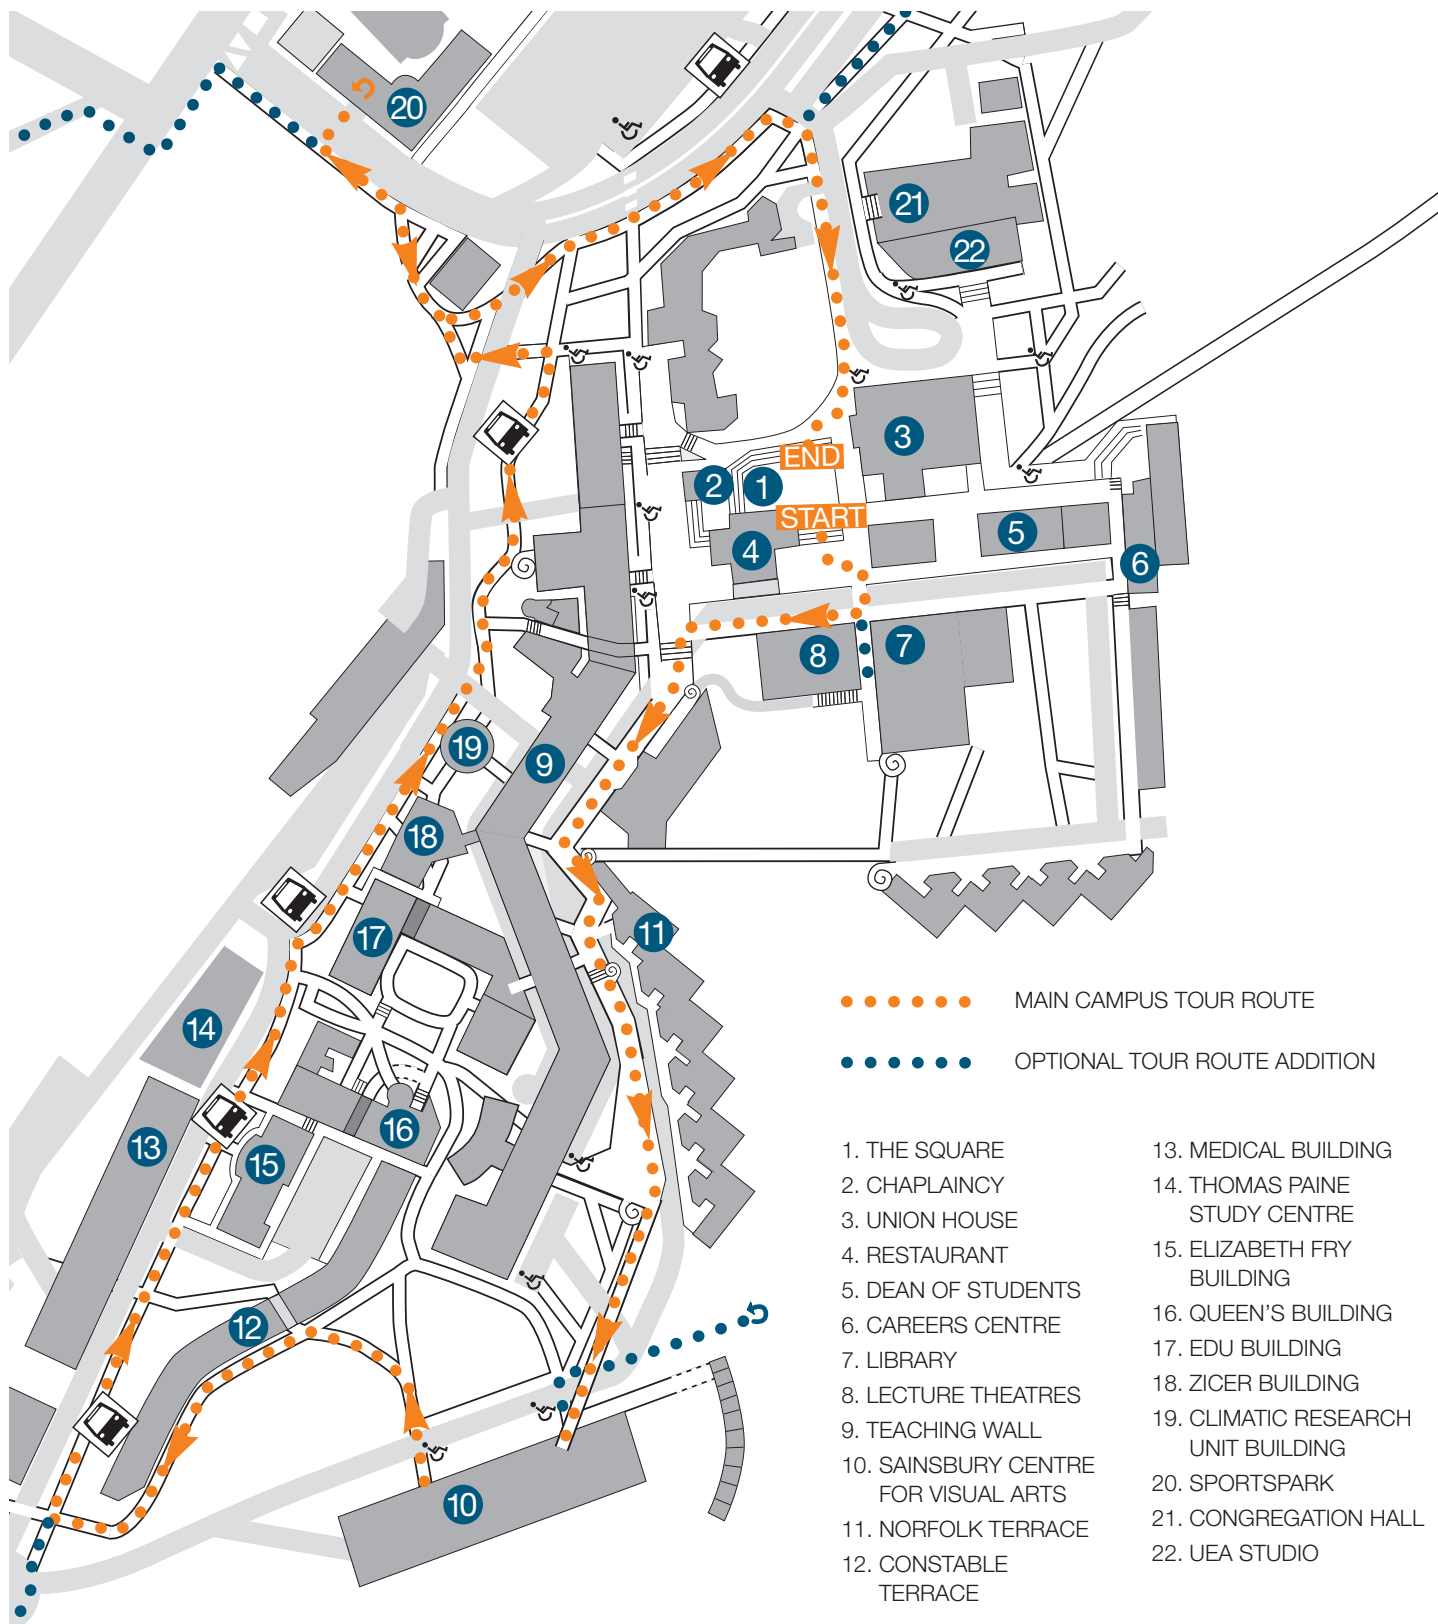 20
21
22
3
END
2
1
START
4
5
6
7
8
9
19
18
17
11
14
16
13
15
12
10
MAIN CAMPUS TOUR ROUTE
OPTIONAL TOUR ROUTE ADDITION
1. THE SQUARE
2. CHAPLAINCY
3. UNION HOUSE
4. RESTAURANT
5. DEAN OF STUDENTS
6. CAREERS CENTRE
7. LIBRARY
8. LECTURE THEATRES
9. TEACHING WALL
10. SAINSBURY CENTRE
FOR VISUAL ARTS
11. NORFOLK TERRACE
12. CONSTABLE
TERRACE
13. MEDICAL BUILDING
14. THOMAS PAINE
STUDY CENTRE
15. ELIZABETH FRY
BUILDING
16. QUEEN'S BUILDING
17. EDU BUILDING
18. ZICER BUILDING
19. CLIMATIC RESEARCH
UNIT BUILDING
20. SPORTSPARK
21. CONGREGATION HALL
22. UEA STUDIO